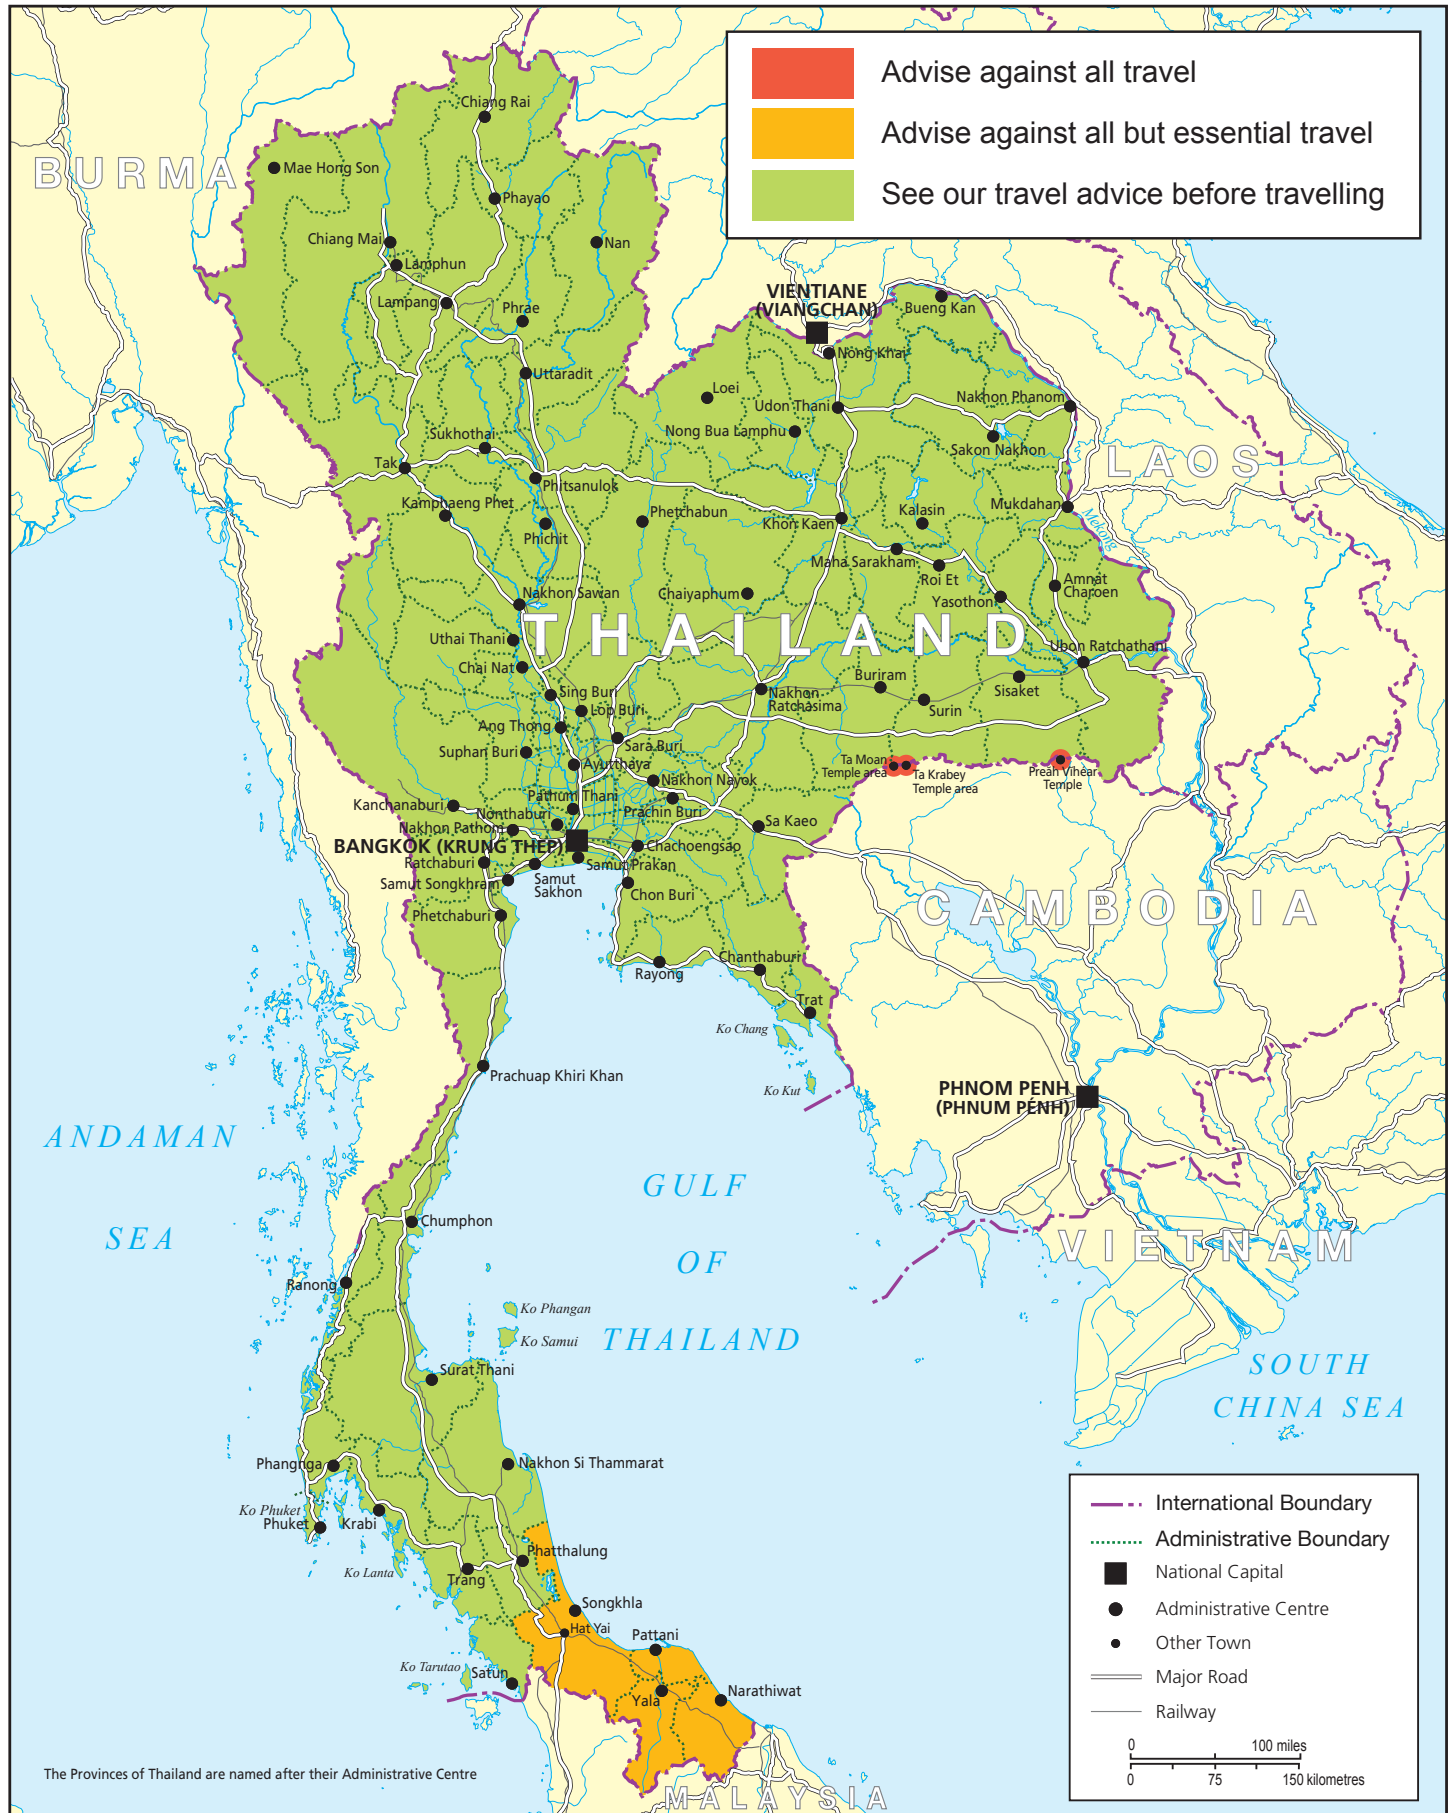 Advise against all travel
Advise against all but essential travel
See our travel advice before travelling
BURMA
Chiang Rai
Mae Hong Son
Phayao
Chiang Mai
Nan
Lamphun
Lampang
Phrae
VIENTIANE
(VIANGCHAN)
Bueng Kan
Nong Khai
Uttaradit
Loei
Udon Thani
Nakhon Phanom
Nong Bua Lamphu
Sukhothai
Sakon Nakhon
Tak
LAOS
Phitsanulok
Kamphaeng Phet
Phetchabun
Khon Kaen
Kalasin
Mukdahan
Mekong
Phichit
Maha Sarakham
Roi Et
Amnat
Charoen
Nakhon Sawan
Chaiyaphum
Yasothon
THAILAND
Uthai Thani
Ubon Ratchathani
Chai Nat
Buriram
Sisaket
Sing Buri
Nakhon
Ratchasima
Lop Buri
Surin
Ang Thong
Sara Buri
Suphan Buri
Ayutthaya
Ta Moan
Temple area
Ta Krabey
Temple area
Preah Vihear
Temple
Nakhon Nayok
Pathum Thani
Kanchanaburi
Nonthaburi
Prachin Buri
Sa Kaeo
Nakhon Pathom
BANGKOK (KRUNG THEP)
Chachoengsao
Ratchaburi
Samut Prakan
Samut Songkhram
Samut
Sakhon
Chon Buri
CAMBODIA
Phetchaburi
Chanthaburi
Rayong
Trat
Ko Chang
Prachuap Khiri Khan
Ko Kut
PHNOM PENH
(PHNUM PÉNH)
ANDAMAN
SEA
GULF
OF
THAILAND
Chumphon
VIETNAM
Ranong
Ko Phangan
Ko Samui
SOUTH
CHINA SEA
Surat Thani
Phangnga
Nakhon Si Thammarat
Ko Phuket
Phuket
Krabi
Phatthalung
Ko Lanta
Trang
Songkhla
Hat Yai
Pattani
Ko Tarutao
Satun
Yala
Narathiwat
MALAYSIA
International Boundary
Administrative Boundary
National Capital
Administrative Centre
Other Town
Major Road
Railway
0 100 miles
0 75 150 kilometres
The Provinces of Thailand are named after their Administrative Centre